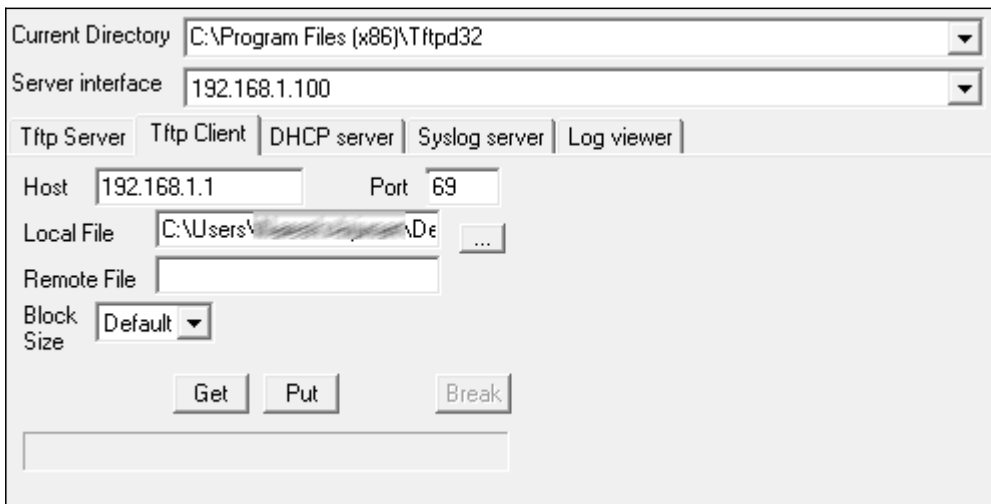 Current Directory C:\Program Files (x86)\Tftpd32
Server interface 192.168.1.100
Tftp Server Tftp Client DHCP server Syslog server Log viewer
Host 192.168.1.1 Port 69
Local File C:\Users\ \De ...
Remote File
Block Size Default
Get Put Break